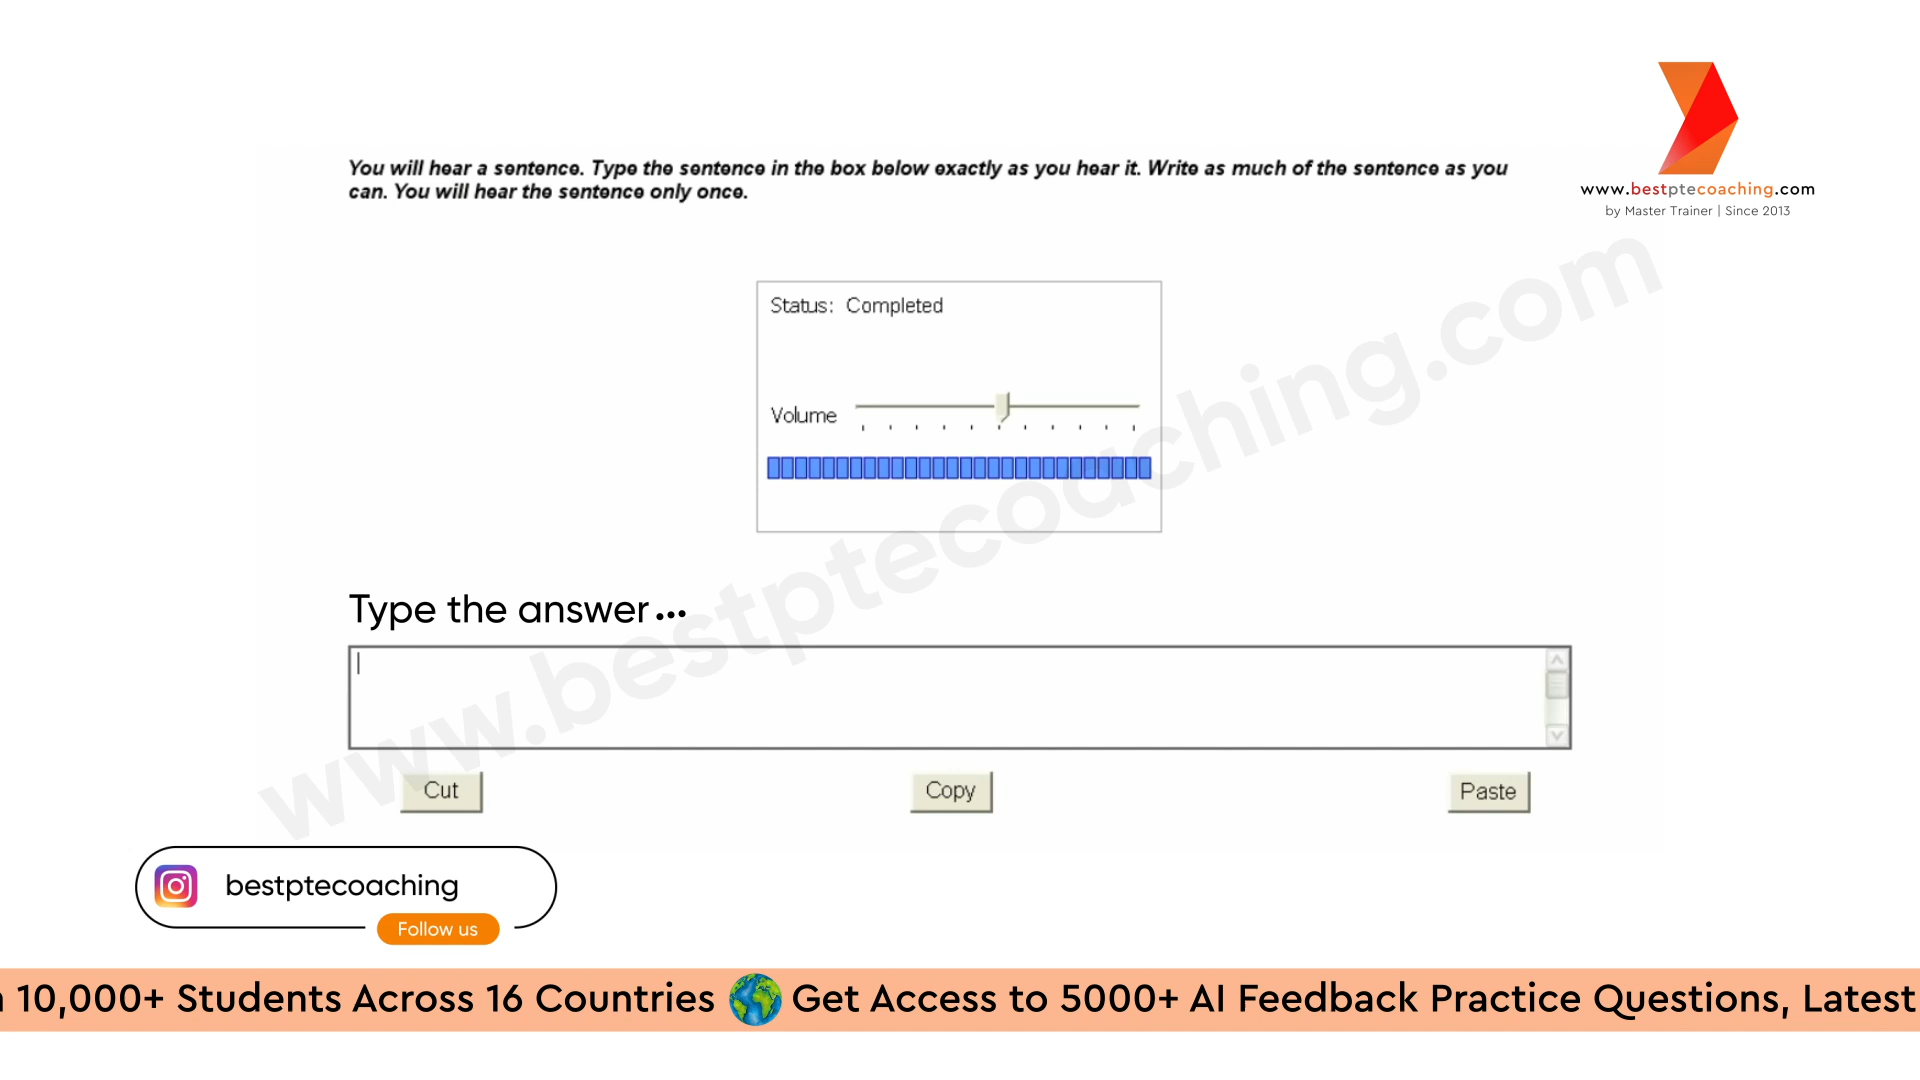 You will hear a sentence. Type the sentence in the box below exactly as you hear it. Write as much of the sentence as you
can. You will hear the sentence only once.
www.bestptecoaching.com
by Master Trainer | Since 2013
Status: Completed
Volume
www.bestptecoaching.com
Type the answer...
Cut
Copy
Paste
bestptecoaching
Follow us
10,000+ Students Across 16 Countries 🌍 Get Access to 5000+ AI Feedback Practice Questions, Latest